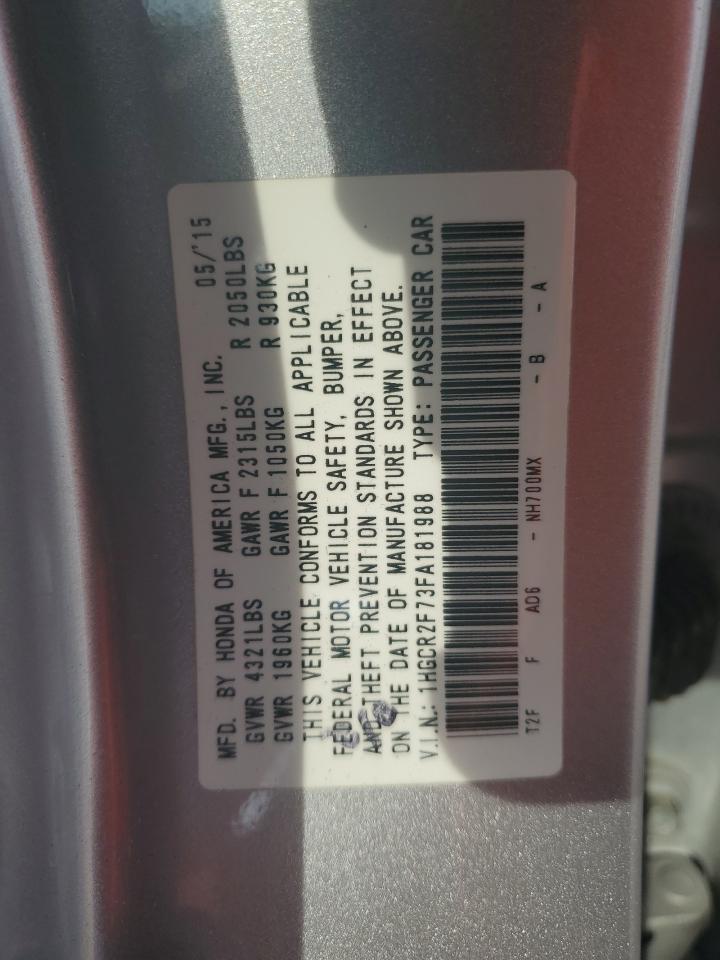 MFD. BY HONDA OF AMERICA MFG., INC. 05/'15
GVWR 4321LBS GAWR F 2315LBS R 2050LBS
GVWR 1960KG GAWR F 1050KG R 930KG
THIS VEHICLE CONFORMS TO ALL APPLICABLE
FEDERAL MOTOR VEHICLE SAFETY, BUMPER,
AND THEFT PREVENTION STANDARDS IN EFFECT
ON THE DATE OF MANUFACTURE SHOWN ABOVE.
V.I.N.: 1HGCR2F73FA181988 TYPE: PASSENGER CAR
T2F F AD6 - NH700MX - B - A